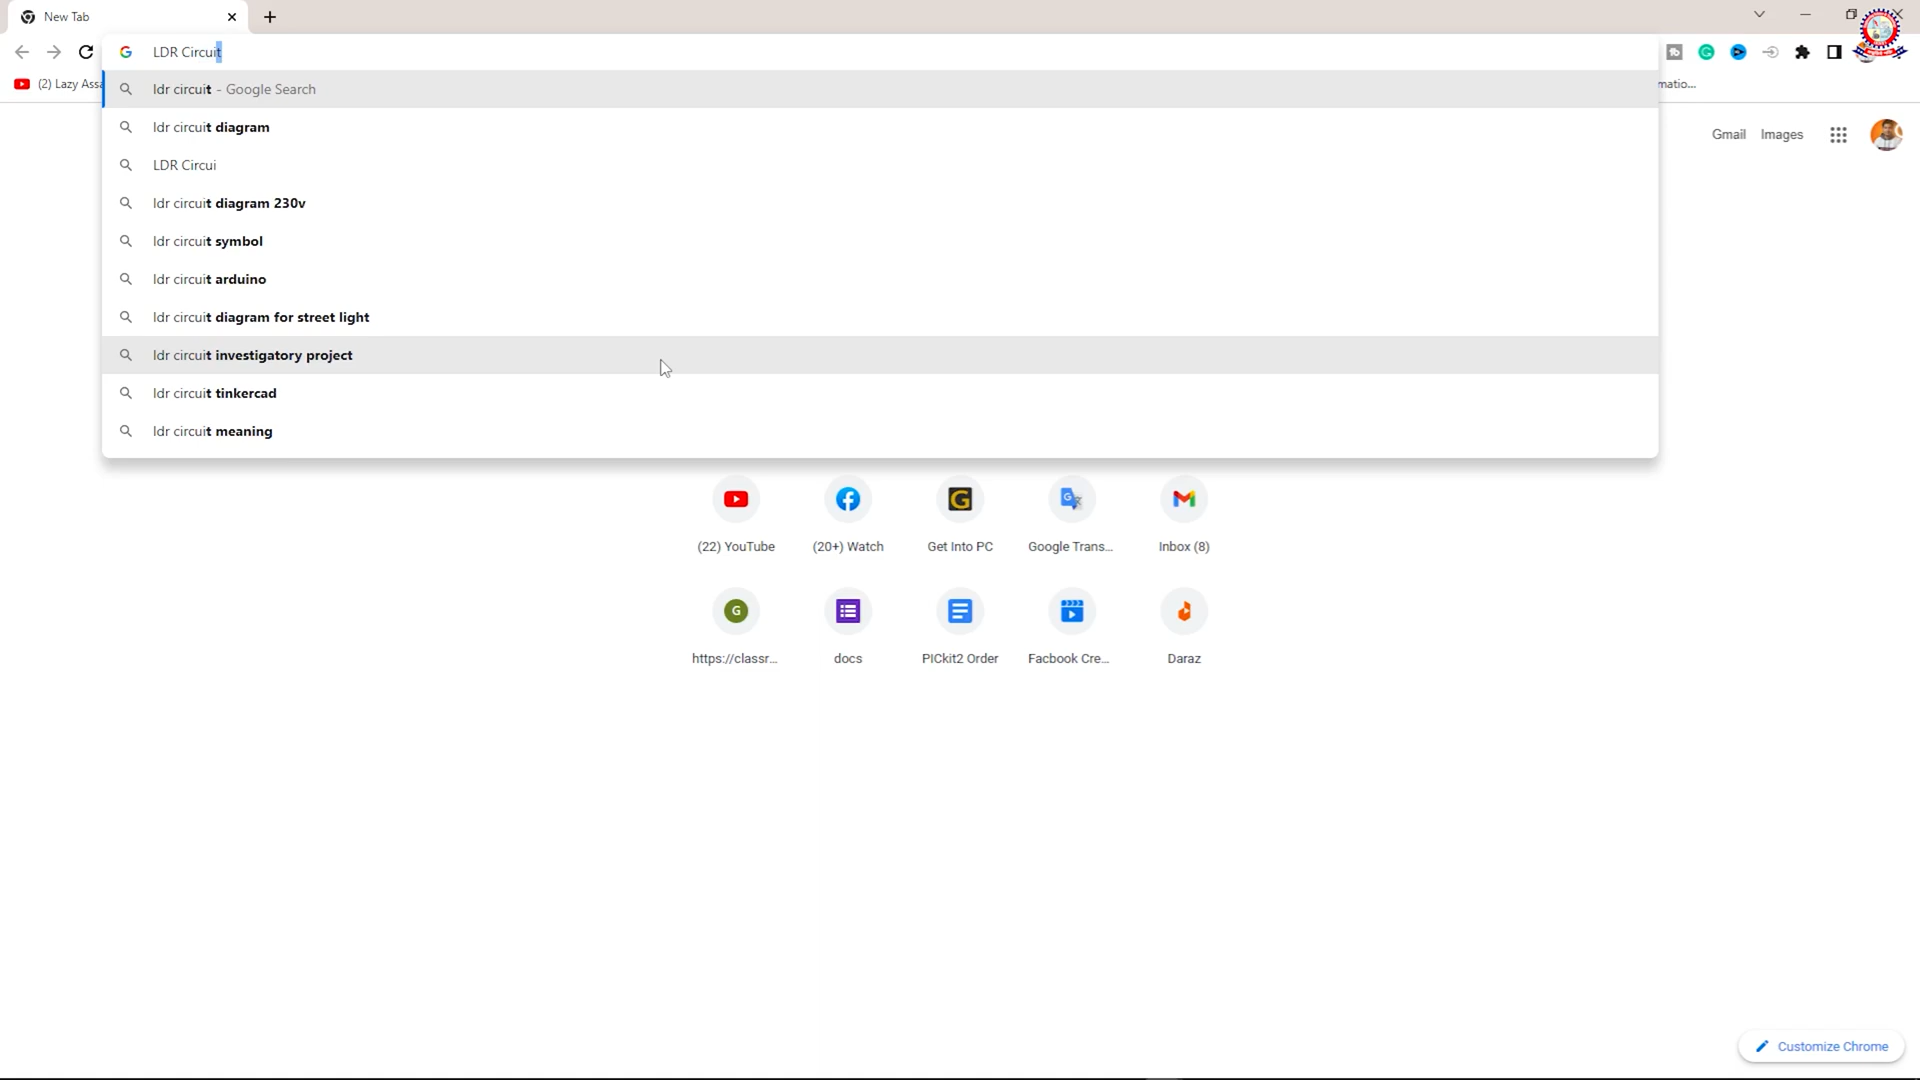 New Tab
LDR Circuit
(2) Lazy Assa
matio...
ldr circuit - Google Search
ldr circuit diagram
LDR Circui
ldr circuit diagram 230v
ldr circuit symbol
ldr circuit arduino
ldr circuit diagram for street light
ldr circuit investigatory project
ldr circuit tinkercad
ldr circuit meaning
Gmail Images
(22) YouTube (20+) Watch Get Into PC Google Trans... Inbox (8)
https://classr... docs PICkit2 Order Facbook Cre... Daraz
Customize Chrome